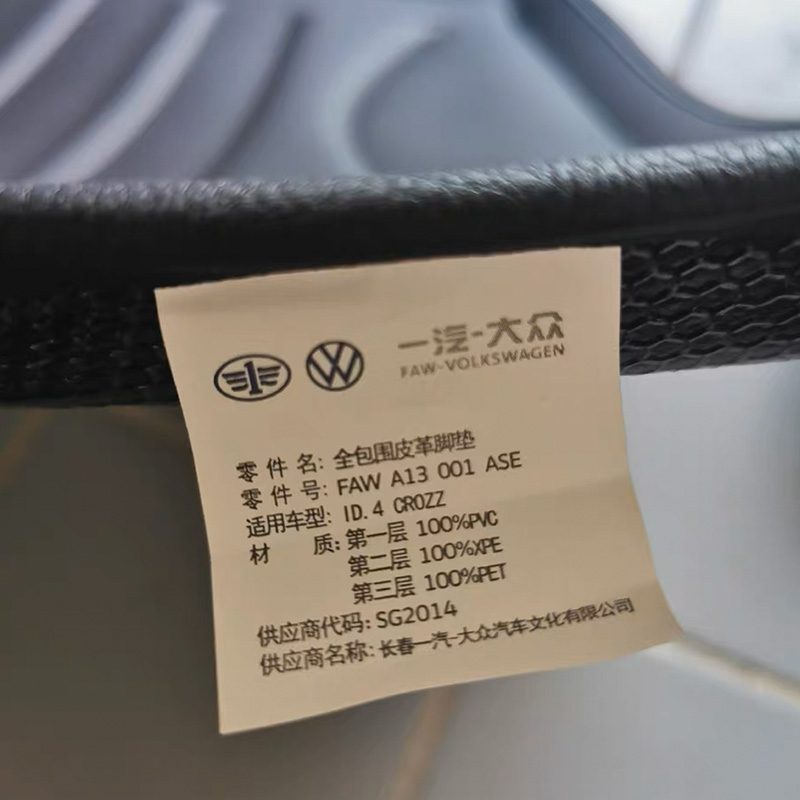 一汽-大众
FAW-VOLKSWAGEN
零件名: 全包围皮革脚垫
零件号: FAW A13 001 ASE
适用车型: ID.4 CROZZ
材 质: 第一层 100%PVC
第二层 100%XPE
第三层 100%PET
供应商代码: SG2014
供应商名称: 长春一汽-大众汽车文化有限公司